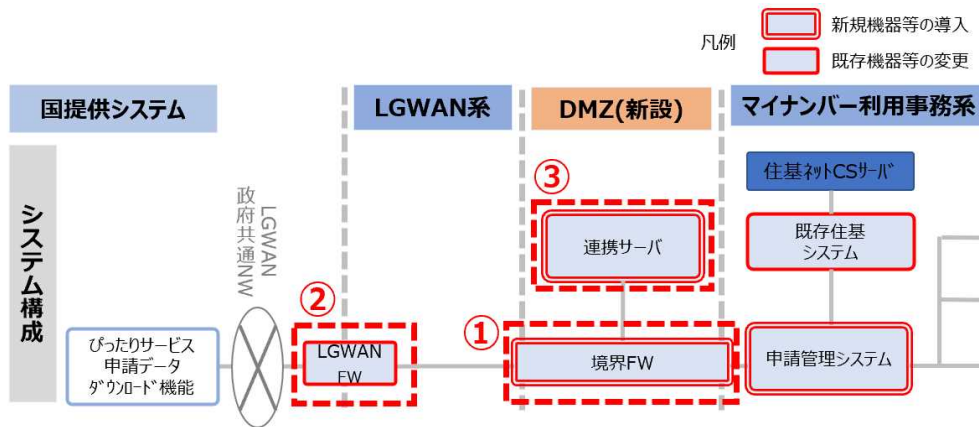 凡例
新規機器等の導入
既存機器等の変更
国提供システム
LGWAN系
DMZ(新設)
マイナンバー利用事務系
システム構成
LGWAN
政府共通NW
③
連携サーバ
住基ネットCSサーバ
既存住基
システム
②
①
ぴったりサービス
申請データ
ダウンロード機能
LGWAN
FW
境界FW
申請管理システム